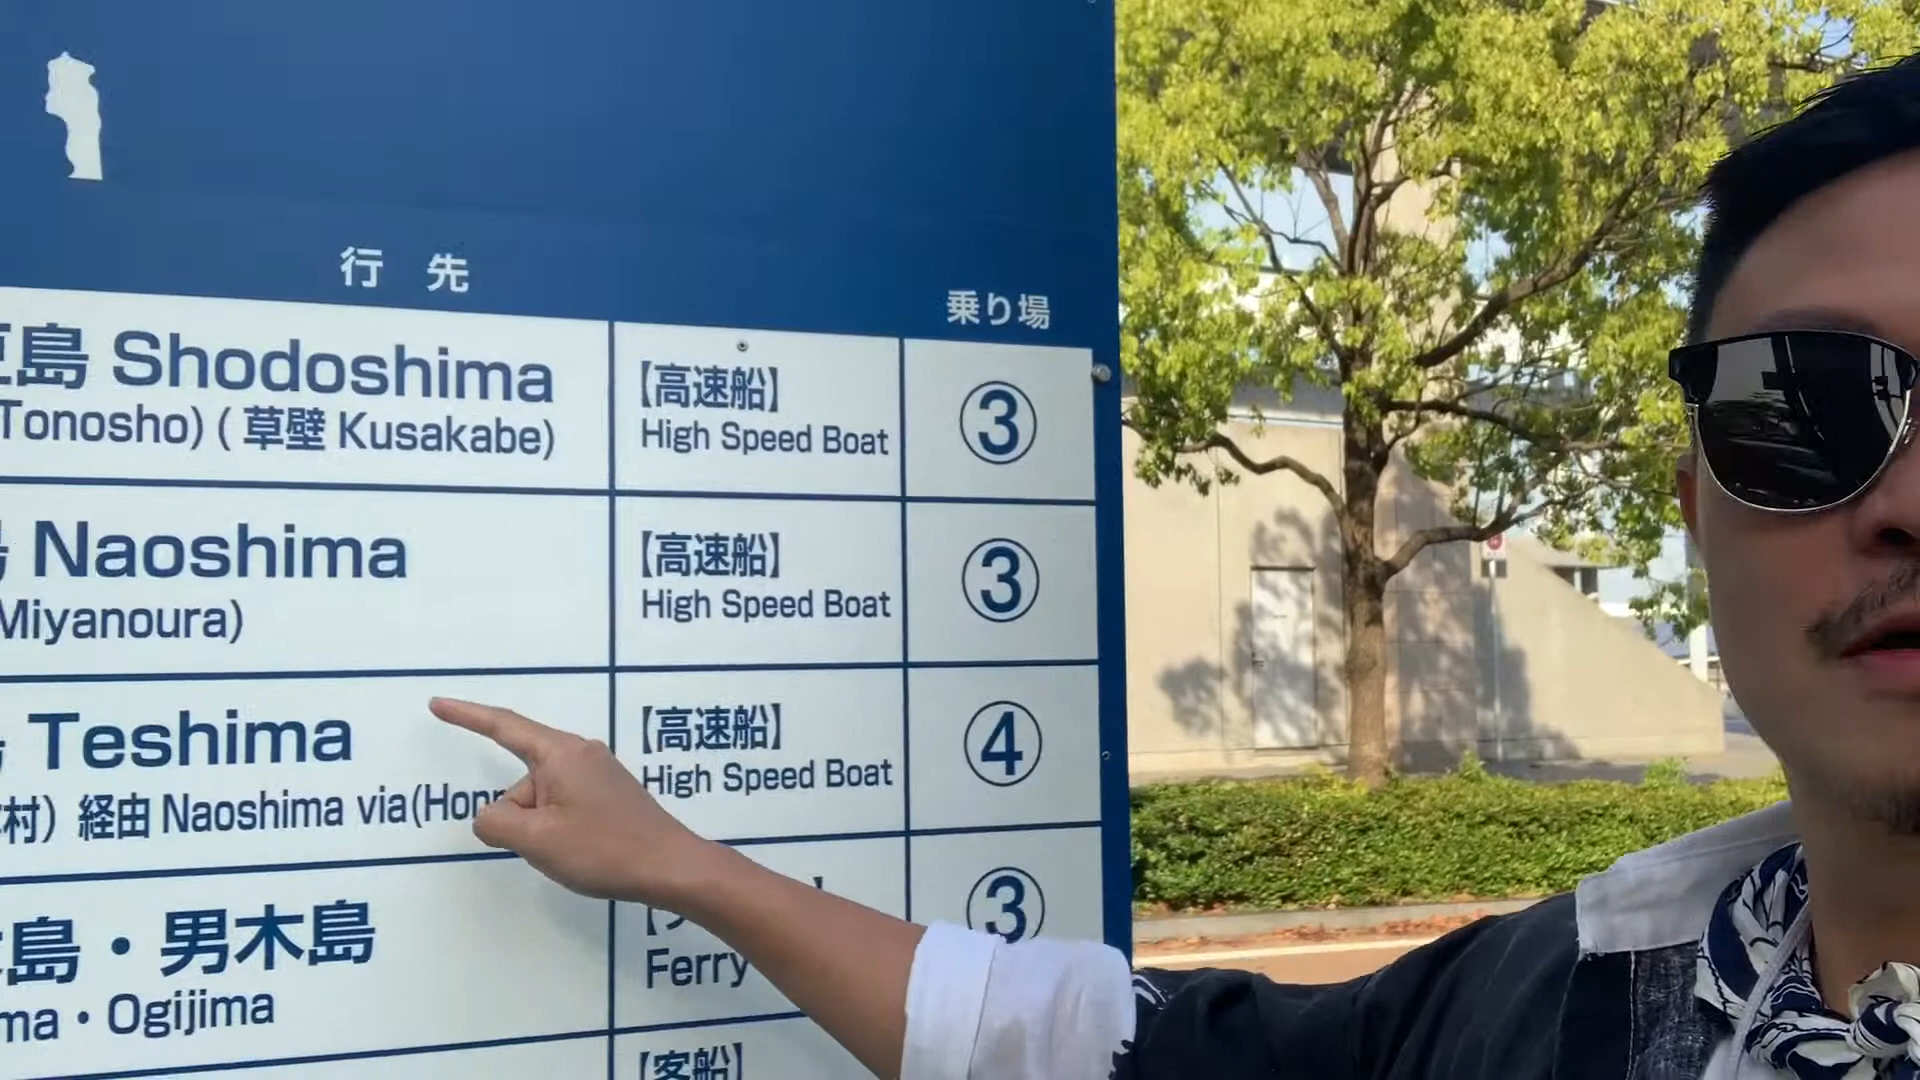 行 先
乗り場
島 Shodoshima
Tonosho) ( 草壁 Kusakabe)
【高速船】
High Speed Boat
③
Naoshima
Miyanoura)
【高速船】
High Speed Boat
③
Teshima
村）経由 Naoshima via(Hon
【高速船】
High Speed Boat
④
島・男木島
ma・Ogijima
Ferry
③
【客船】